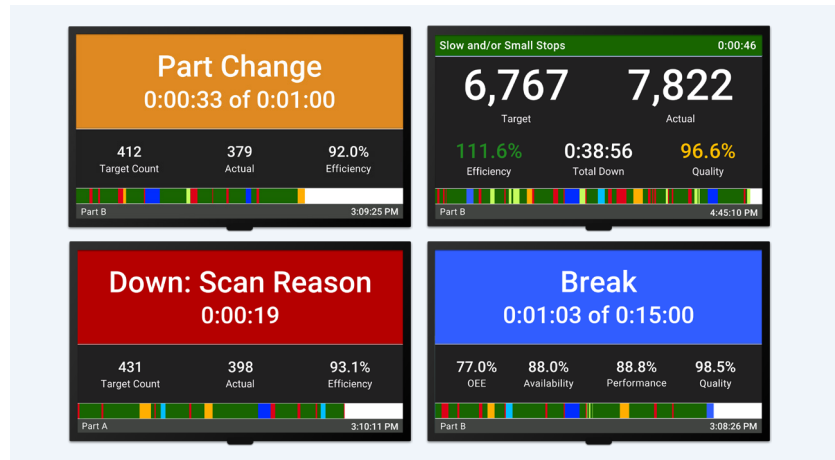 Part Change
0:00:33 of 0:01:00
412 379 92.0%
Target Count Actual Efficiency
Part B 3:09:25 PM
Slow and/or Small Stops 0:00:46
6,767 7,822
Target Actual
111.6% 0:38:56 96.6%
Efficiency Total Down Quality
Part B 4:45:10 PM
Down: Scan Reason
0:00:19
431 398 93.1%
Target Count Actual Efficiency
Part A 3:10:11 PM
Break
0:01:03 of 0:15:00
77.0% 88.0% 88.8% 98.5%
OEE Availability Performance Quality
Part B 3:08:26 PM